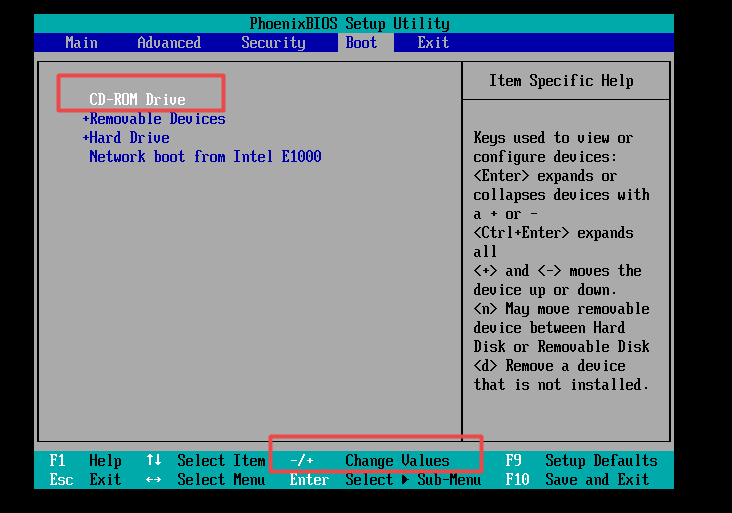 PhoenixBIOS Setup Utility
Main Advanced Security Boot Exit
CD-ROM Drive
+Removable Devices
+Hard Drive
Network boot from Intel E1000
Item Specific Help
Keys used to view or
configure devices:
<Enter> expands or
collapses devices with
a + or -
<Ctrl+Enter> expands
all
<+> and <-> moves the
device up or down.
<n> May move removable
device between Hard
Disk or Removable Disk
<d> Remove a device
that is not installed.
F1 Help ↑↓ Select Item -/+ Change Values F9 Setup Defaults
Esc Exit ↔ Select Menu Enter Select ▶ Sub-Menu F10 Save and Exit